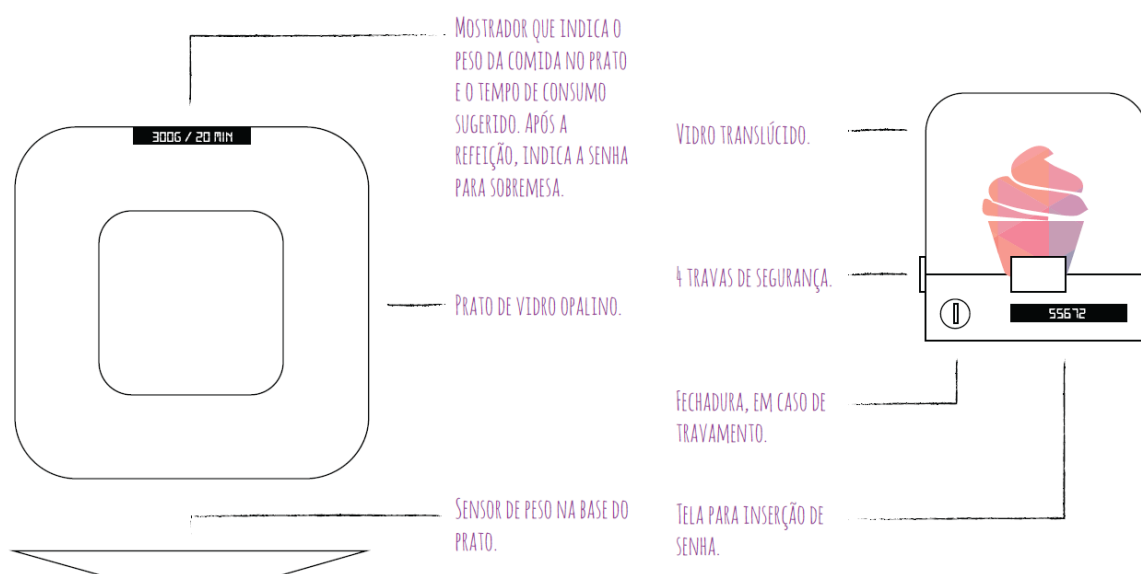 MOSTRADOR QUE INDICA O
PESO DA COMIDA NO PRATO
E O TEMPO DE CONSUMO
SUGERIDO. APÓS A
REFEIÇÃO, INDICA A SENHA
PARA SOBREMESA.
300G / 20 MIN
PRATO DE VIDRO OPALINO.
SENSOR DE PESO NA BASE DO
PRATO.
VIDRO TRANSLÚCIDO.
4 TRAVAS DE SEGURANÇA.
55672
FECHADURA, EM CASO DE
TRAVAMENTO.
TELA PARA INSERÇÃO DE
SENHA.